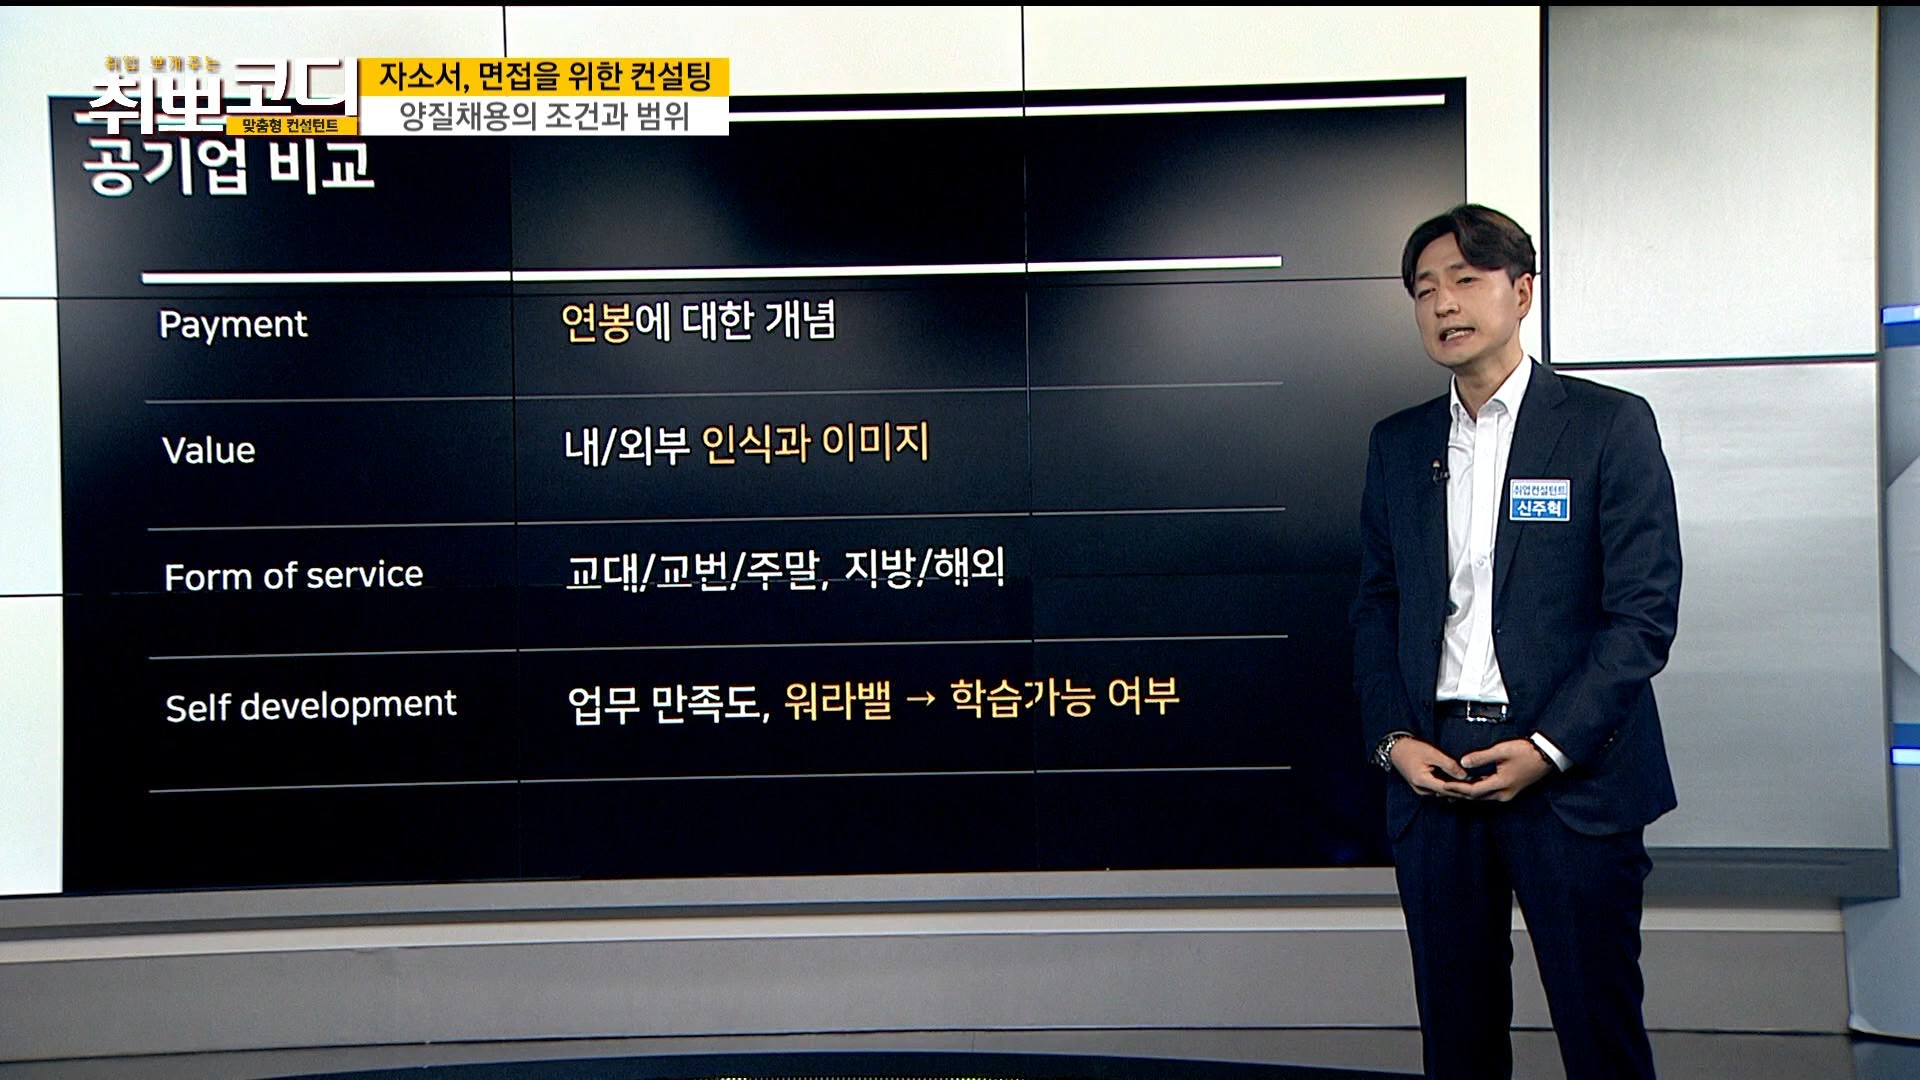 취업 뽀개주는
취뽀코디
맞춤형 컨설턴트
자소서, 면접을 위한 컨설팅
양질채용의 조건과 범위
공기업 비교
Payment 연봉에 대한 개념
Value 내/외부 인식과 이미지
Form of service 교대/교번/주말, 지방/해외
Self development 업무 만족도, 워라밸 → 학습가능 여부
취업컨설턴트
신주혁